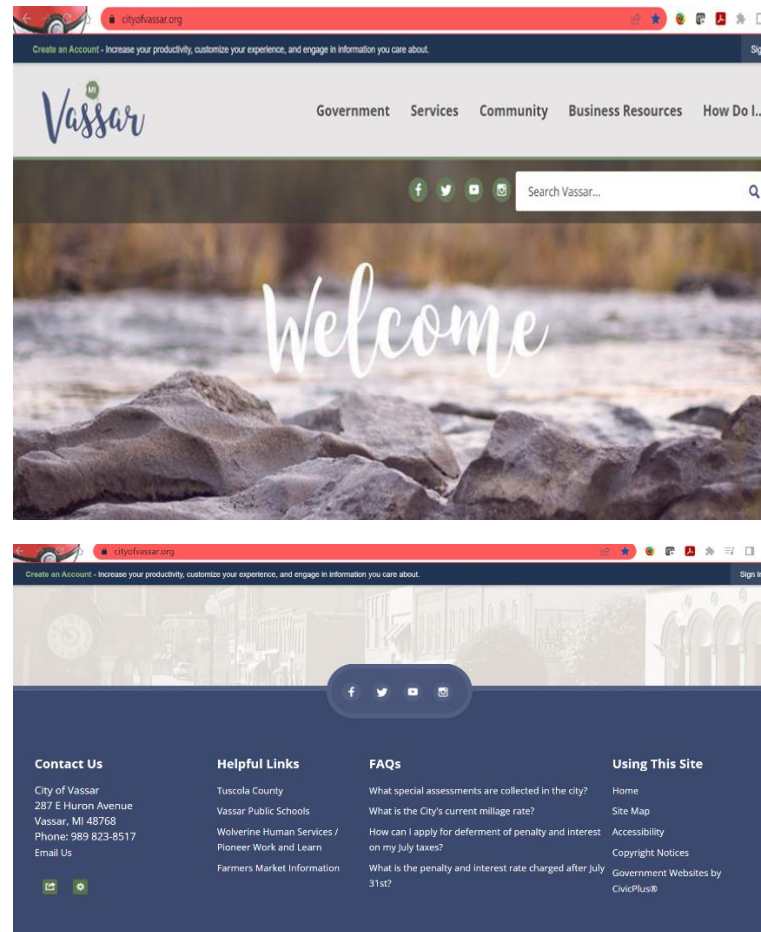 cityofvassar.org
Create an Account - Increase your productivity, customize your experience, and engage in information you care about.
MI
Vassar
Government Services Community Business Resources How Do I...
Search Vassar...
Welcome
cityofvassar.org
Create an Account - Increase your productivity, customize your experience, and engage in information you care about. Sign In
Contact Us
City of Vassar
287 E Huron Avenue
Vassar, MI 48768
Phone: 989 823-8517
Email Us
Helpful Links
Tuscola County
Vassar Public Schools
Wolverine Human Services /
Pioneer Work and Learn
Farmers Market Information
FAQs
What special assessments are collected in the city?
What is the City's current millage rate?
How can I apply for deferment of penalty and interest
on my July taxes?
What is the penalty and interest rate charged after July
31st?
Using This Site
Home
Site Map
Accessibility
Copyright Notices
Government Websites by
CivicPlus®